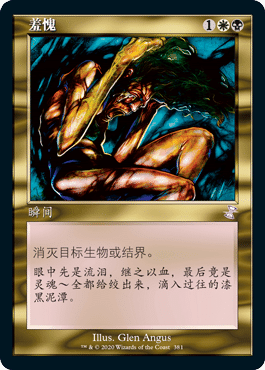 羞愧 1
瞬间
消灭目标生物或结界。
眼中先是流泪，继之以血，最后竟是
灵魂～全都给绞出来，滴入过往的漆
黑泥潭。
Illus. Glen Angus
™ & © 2020 Wizards of the Coast 381